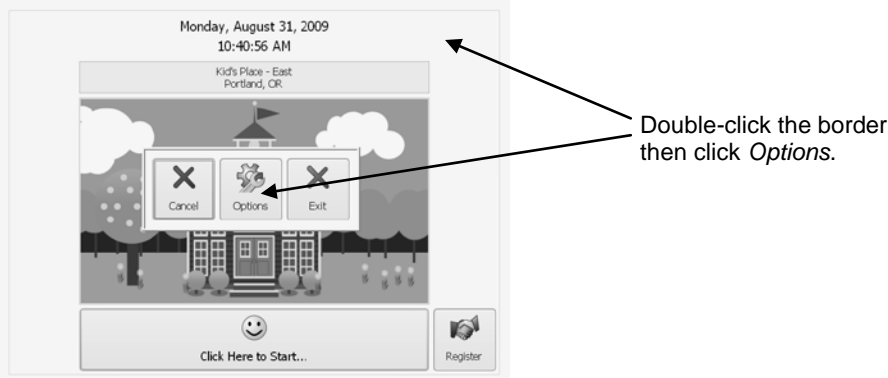 Monday, August 31, 2009
10:40:56 AM
Kid's Place - East
Portland, OR
Double-click the border
then click Options.
Cancel
Options
Exit
Click Here to Start...
Register